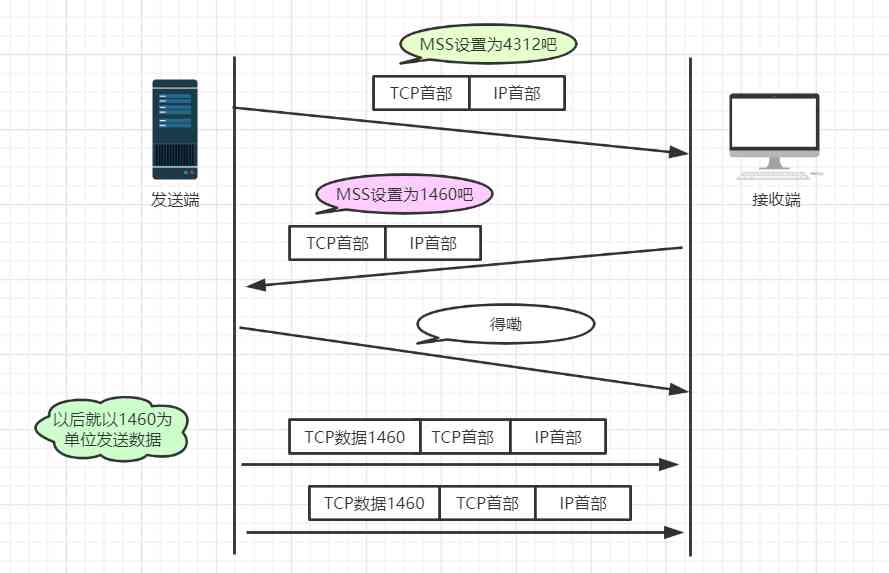 MSS设置为4312吧
TCP首部 IP首部
发送端
接收端
MSS设置为1460吧
TCP首部 IP首部
得嘞
以后就以1460为
单位发送数据
TCP数据1460 TCP首部 IP首部
TCP数据1460 TCP首部 IP首部